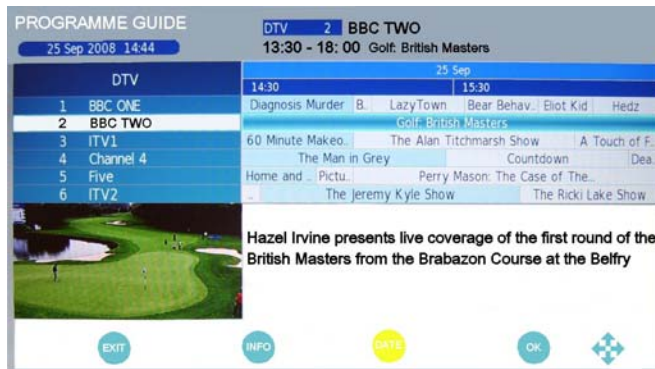 PROGRAMME GUIDE
DTV 2 BBC TWO
25 Sep 2008 14:44
13:30 - 18: 00 Golf: British Masters
DTV
25 Sep
14:30 15:30
1 BBC ONE Diagnosis Murder B.. LazyTown Bear Behav.. Eliot Kid Hedz
2 BBC TWO Golf: British Masters
3 ITV1 60 Minute Makeo.. The Alan Titchmarsh Show A Touch of F..
4 Channel 4 The Man in Grey Countdown Dea..
5 Five Home and .. Pictu.. Perry Mason: The Case of The...
6 ITV2 .. The Jeremy Kyle Show The Ricki Lake Show
Hazel Irvine presents live coverage of the first round of the
British Masters from the Brabazon Course at the Belfry
EXIT INFO DATE OK